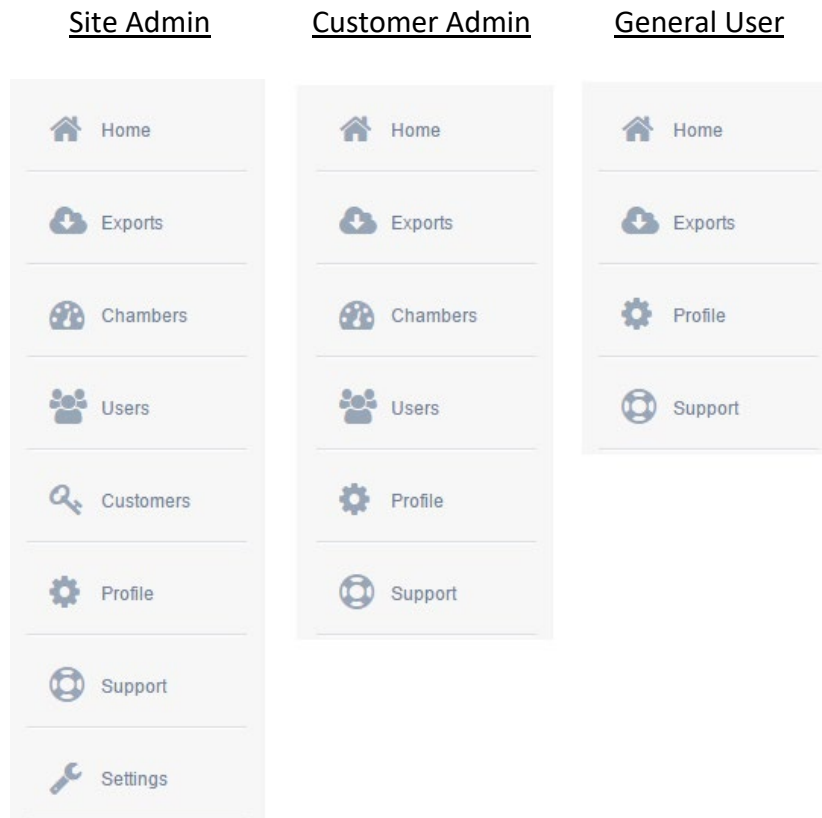 Site Admin
Home
Exports
Chambers
Users
Customers
Profile
Support
Settings
Customer Admin
Home
Exports
Chambers
Users
Profile
Support
General User
Home
Exports
Profile
Support